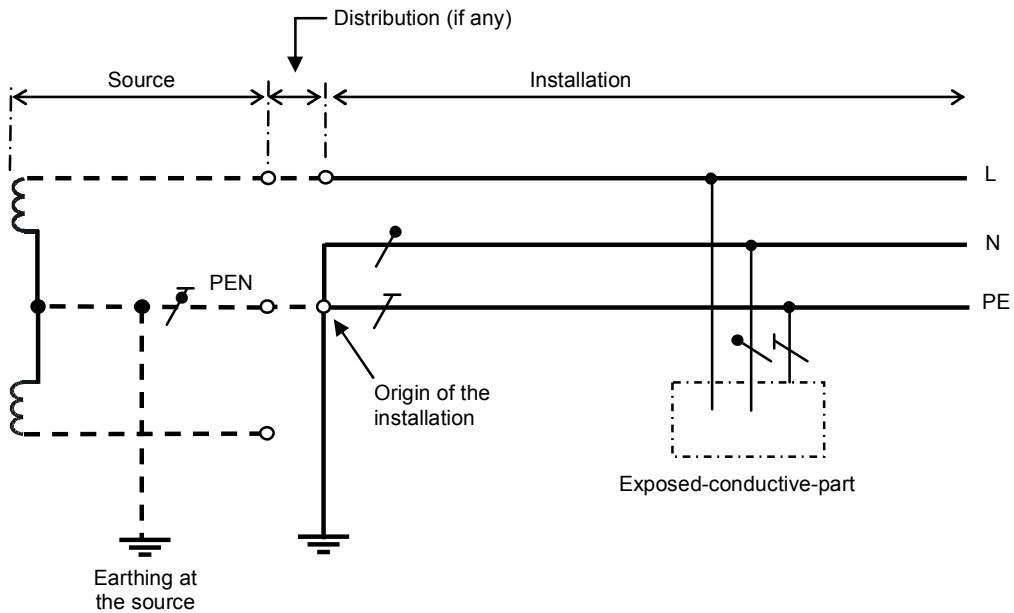 Distribution (if any)
Source
Installation
L
N
PEN
PE
Origin of the
installation
Exposed-conductive-part
Earthing at
the source